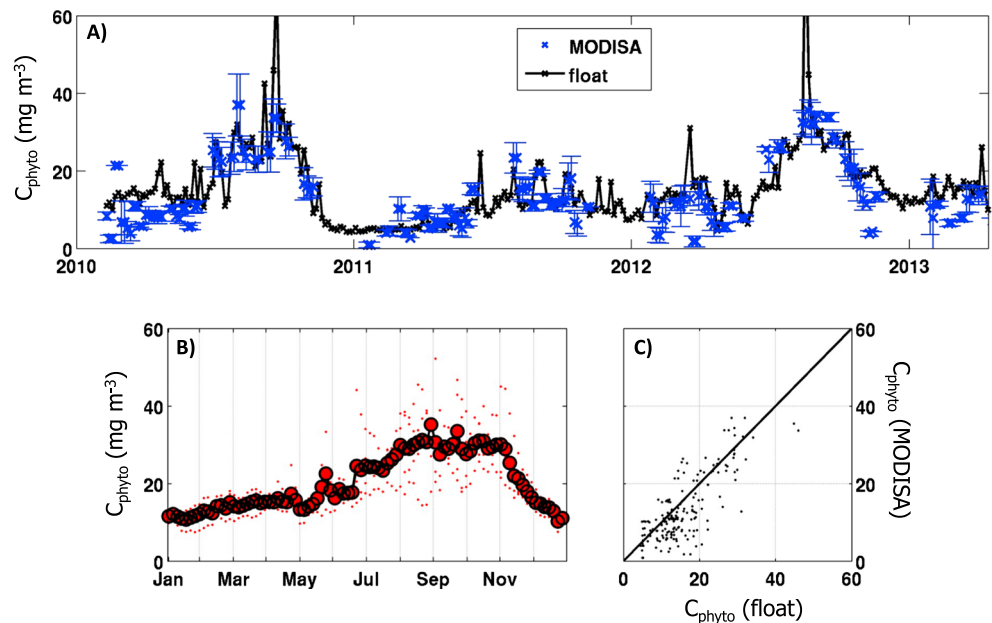 A)
MODISA
float
C_phyto (mg m^-3)
60
40
20
0
2010
2011
2012
2013
B)
C_phyto (mg m^-3)
60
40
20
0
Jan
Mar
May
Jul
Sep
Nov
C)
60
40
20
0
0
20
40
60
C_phyto (MODISA)
C_phyto (float)